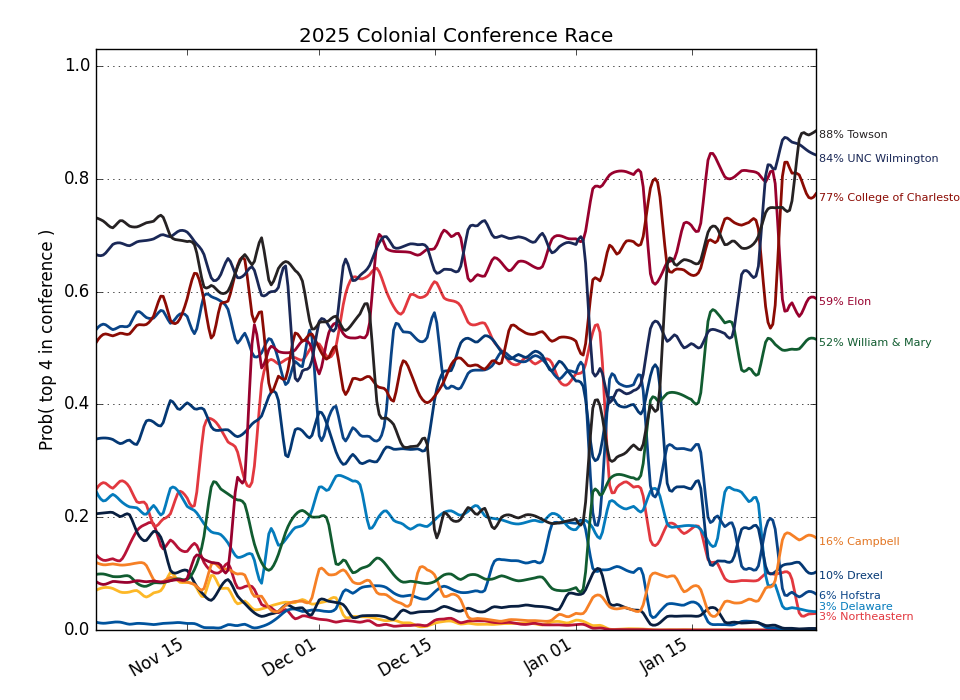 2025 Colonial Conference Race
Prob( top 4 in conference )
1.0
0.8
0.6
0.4
0.2
0.0
Nov 15
Dec 01
Dec 15
Jan 01
Jan 15
88% Towson
84% UNC Wilmington
77% College of Charlesto
59% Elon
52% William & Mary
16% Campbell
10% Drexel
6% Hofstra
3% Delaware
3% Northeastern